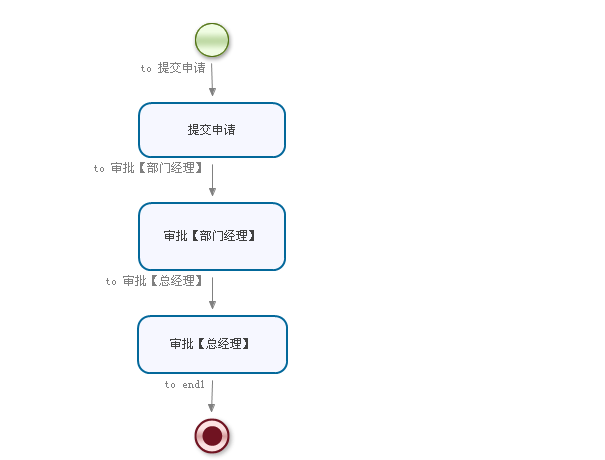 to 提交申请
提交申请
to 审批【部门经理】
审批【部门经理】
to 审批【总经理】
审批【总经理】
to end1